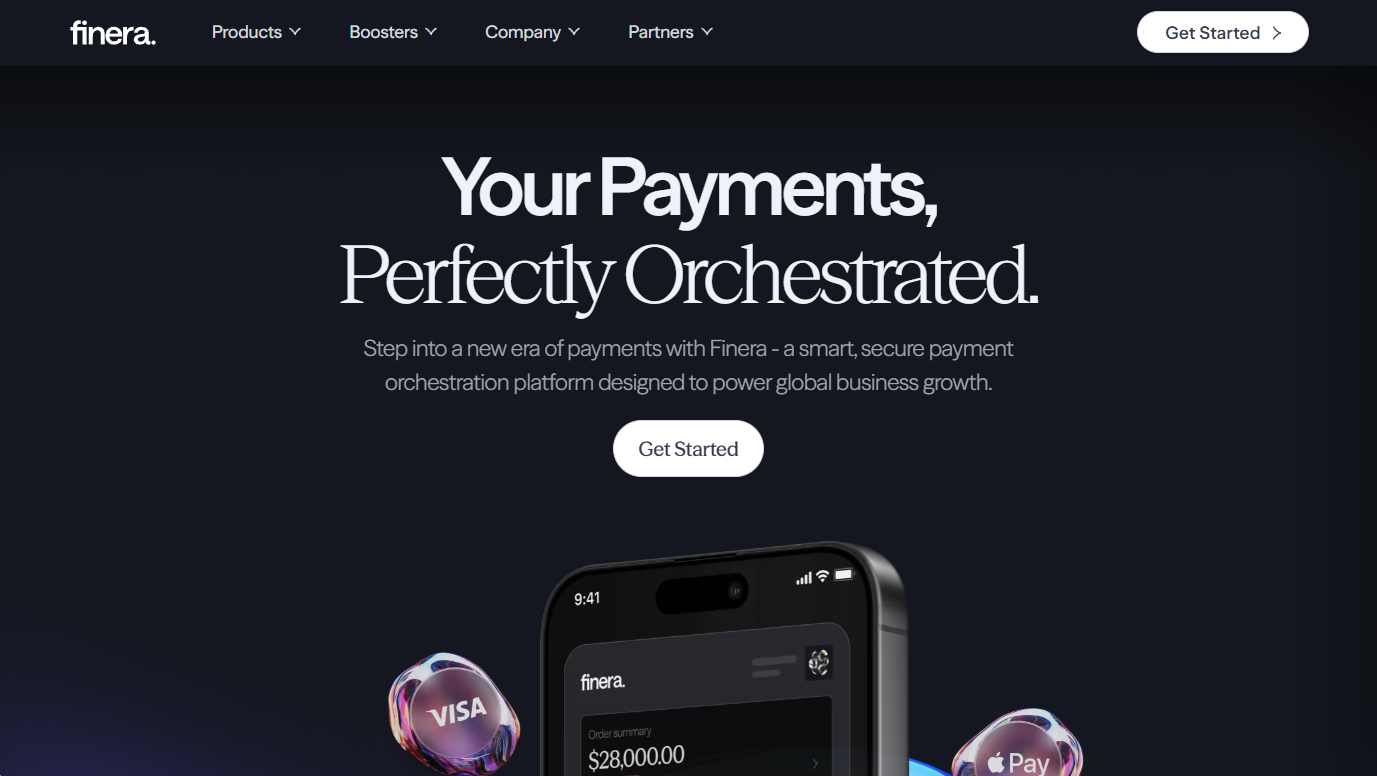 finera.
Products
Boosters
Company
Partners
Get Started
Your Payments,
Perfectly Orchestrated.
Step into a new era of payments with Finera - a smart, secure payment
orchestration platform designed to power global business growth.
Get Started
9:41
finera.
VISA
Order summary
$28,000.00
Pay